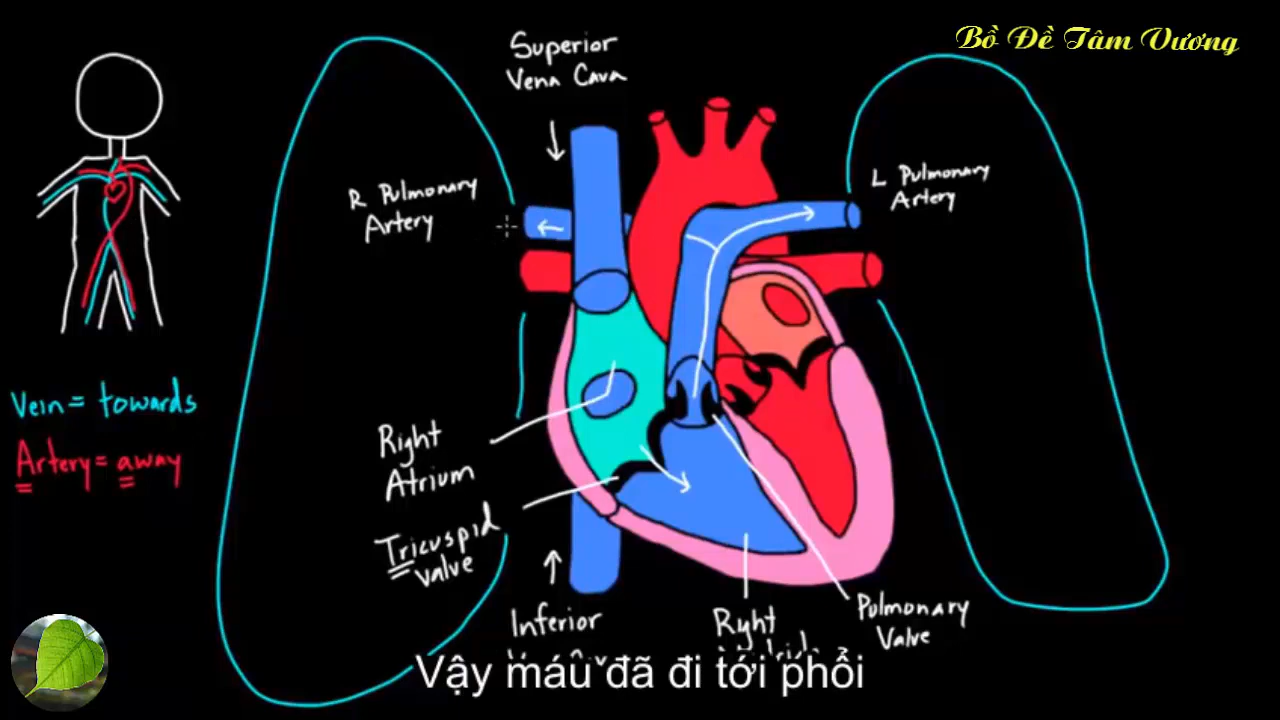 Bồ Đề Tâm Vương
Superior
Vena Cava
R Pulmonary
Artery
L Pulmonary
Artery
Vein = towards
Artery = away
Right
Atrium
Tricuspid
valve
Inferior
Ryht
Pulmonary
Valve
Vậy máu đã đi tới phổi